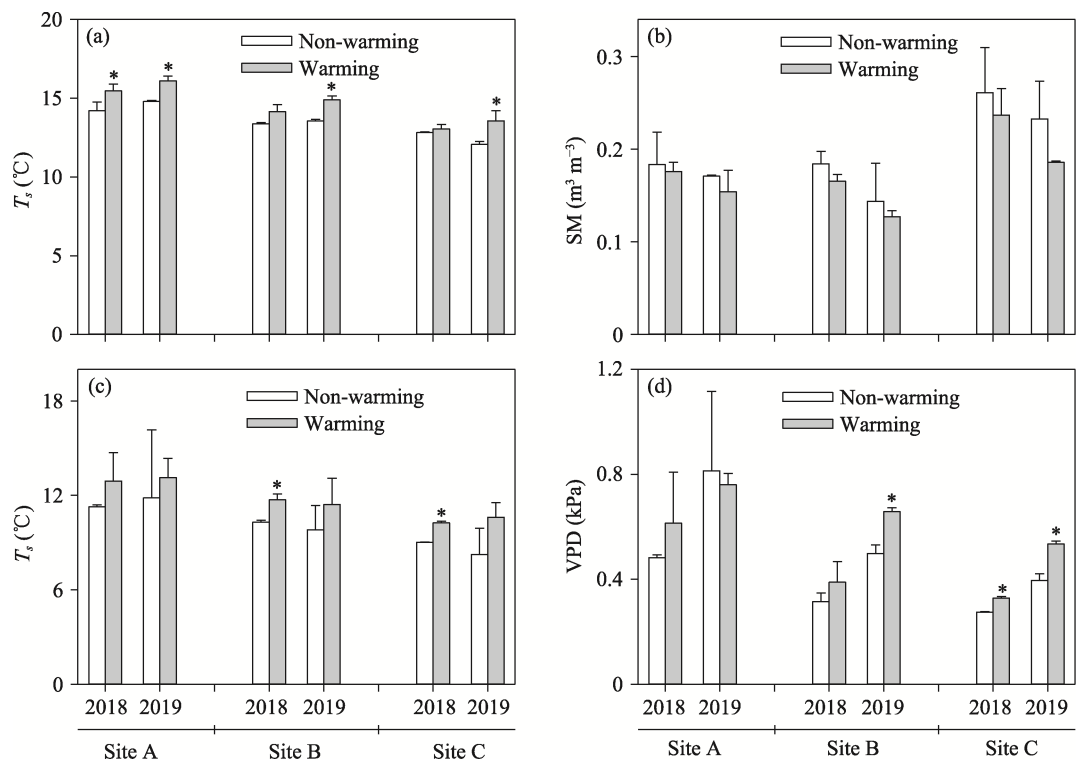 (a)
Non-warming
Warming
20
15
10
5
0
Ts (℃)
* * * *
(b)
Non-warming
Warming
0.3
0.2
0.1
0
SM (m³ m⁻³)
(c)
Non-warming
Warming
18
12
6
0
Ts (℃)
* *
2018 2019 2018 2019 2018 2019
Site A Site B Site C
(d)
Non-warming
Warming
1.2
0.8
0.4
0
VPD (kPa)
* * *
2018 2019 2018 2019 2018 2019
Site A Site B Site C